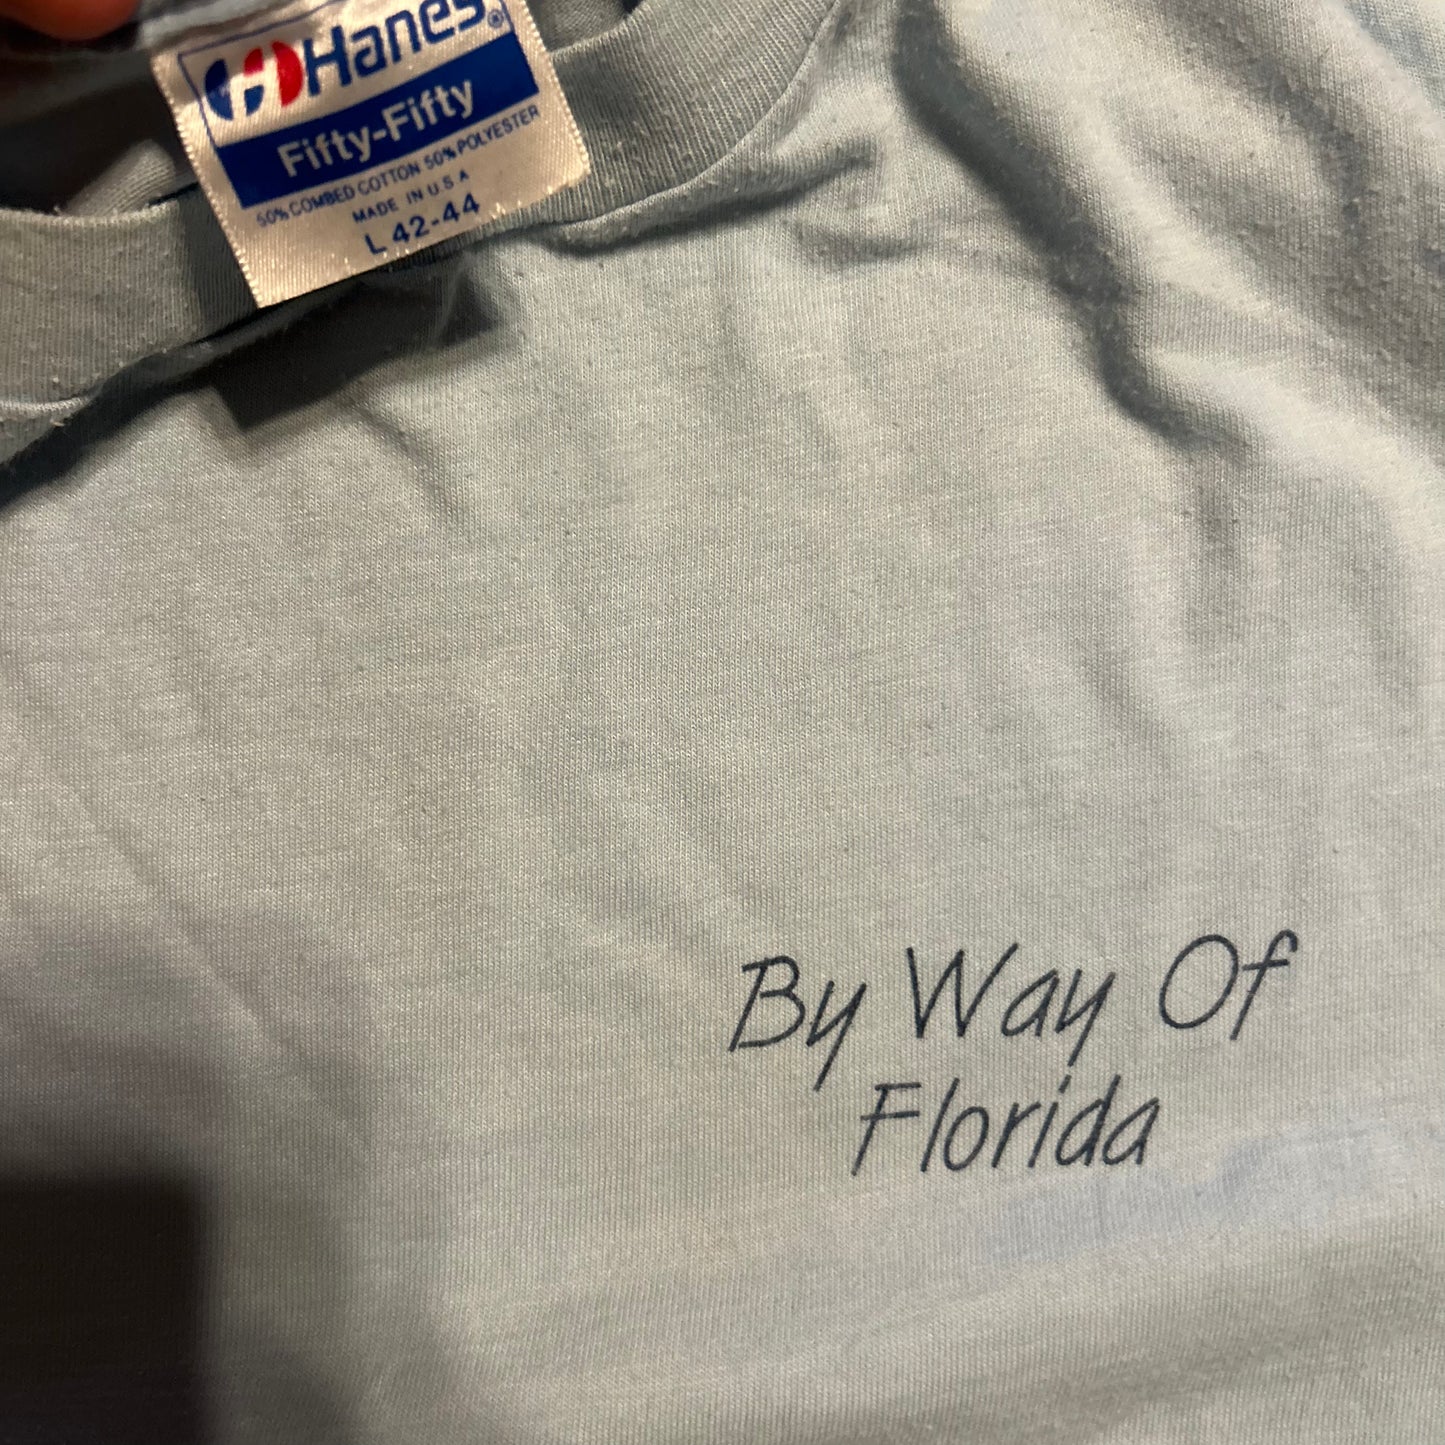 Hanes®
Fifty-Fifty
50% COMBED COTTON 50% POLYESTER
MADE IN U S A
L 42-44
By Way Of
Florida